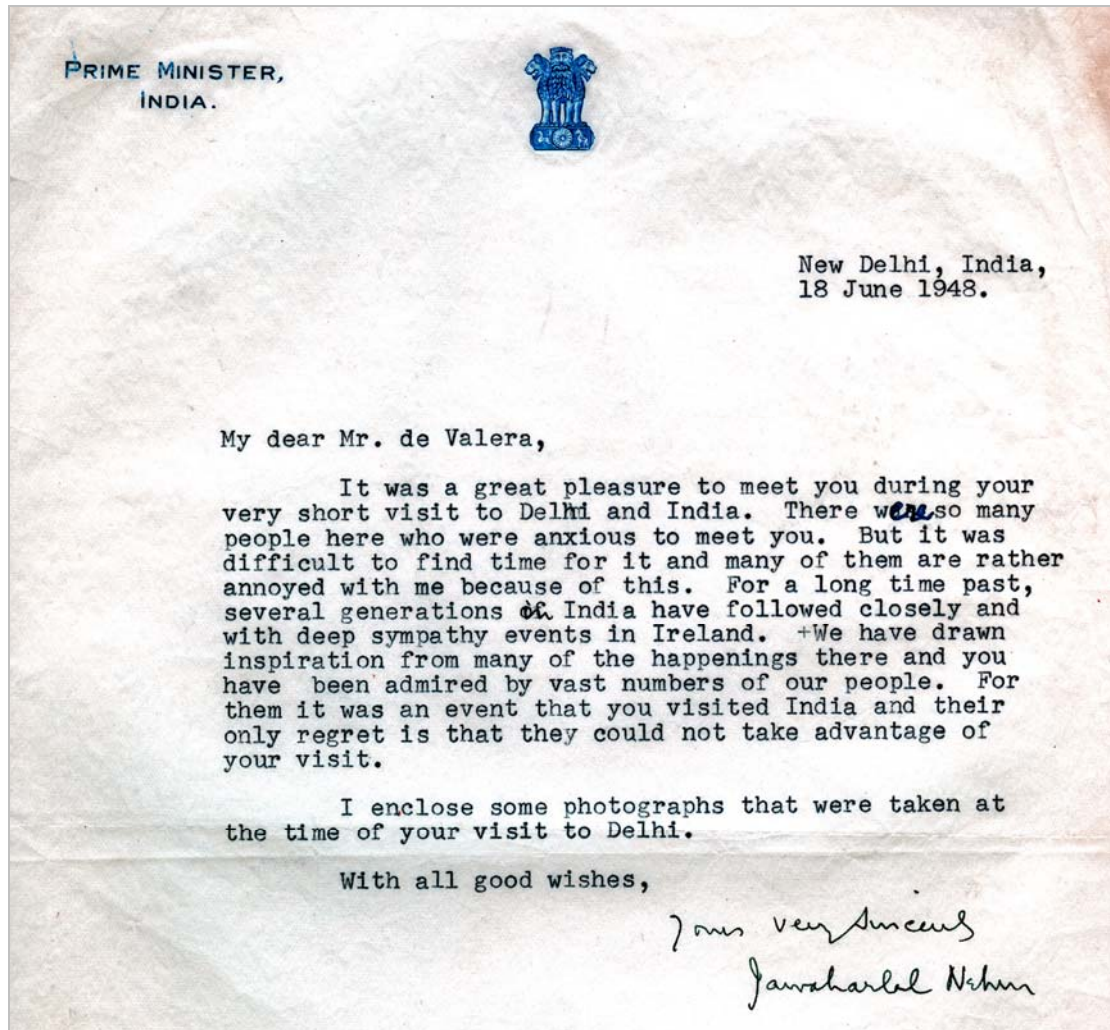 PRIME MINISTER,
INDIA.
New Delhi, India,
18 June 1948.
My dear Mr. de Valera,
It was a great pleasure to meet you during your
very short visit to Delhi and India. There were so many
people here who were anxious to meet you. But it was
difficult to find time for it and many of them are rather
annoyed with me because of this. For a long time past,
several generations in India have followed closely and
with deep sympathy events in Ireland. +We have drawn
inspiration from many of the happenings there and you
have been admired by vast numbers of our people. For
them it was an event that you visited India and their
only regret is that they could not take advantage of
your visit.
I enclose some photographs that were taken at
the time of your visit to Delhi.
With all good wishes,
Yours very sincerely
Jawaharlal Nehru